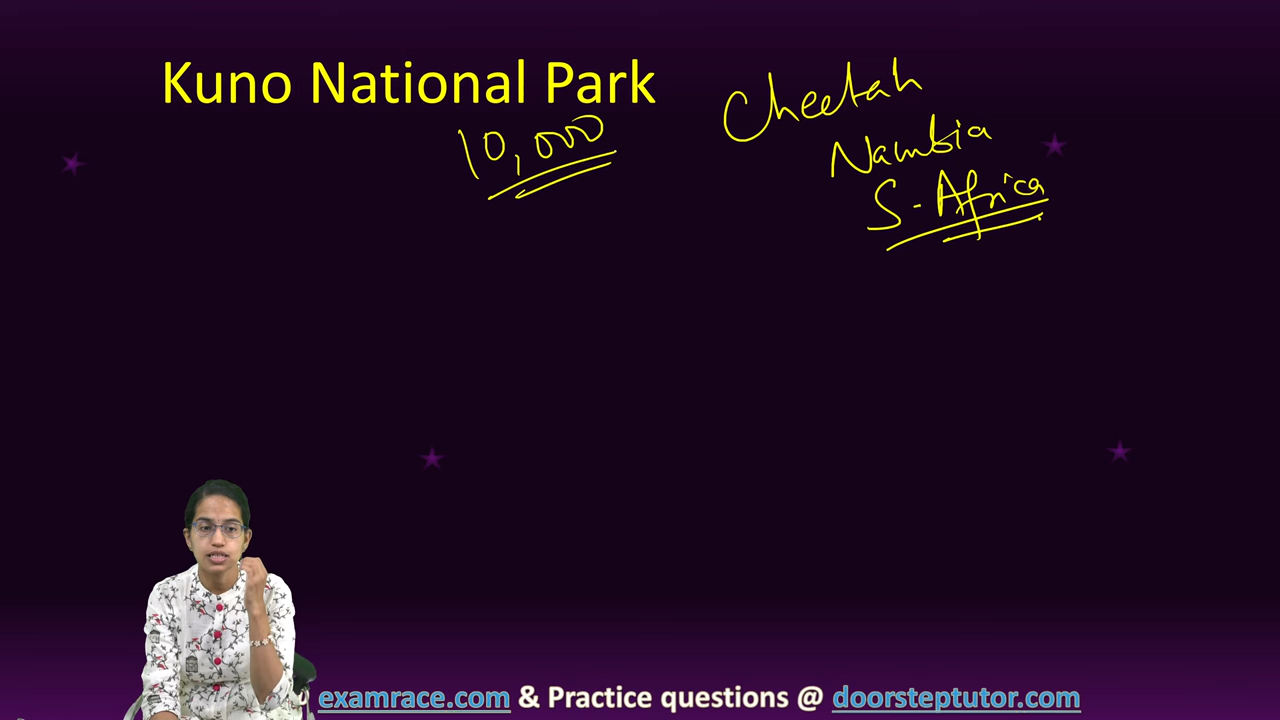 Kuno National Park
10,000
Cheetah
Nambia
S-Africa
examrace.com & Practice questions @ doorsteptutor.com